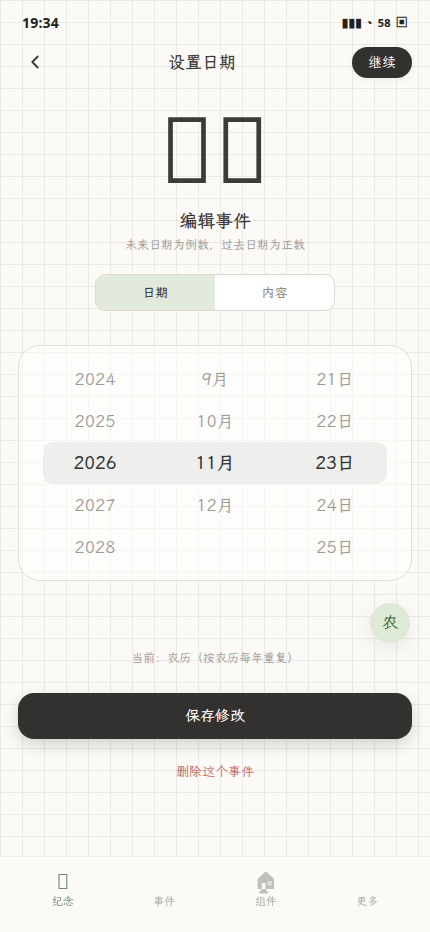 19:34
58
设置日期
继续
编辑事件
未来日期为倒数，过去日期为正数
日期 内容
2024 9月 21日
2025 10月 22日
2026 11月 23日
2027 12月 24日
2028 25日
农
当前：农历（按农历每年重复）
保存修改
删除这个事件
纪念 事件 组件 更多